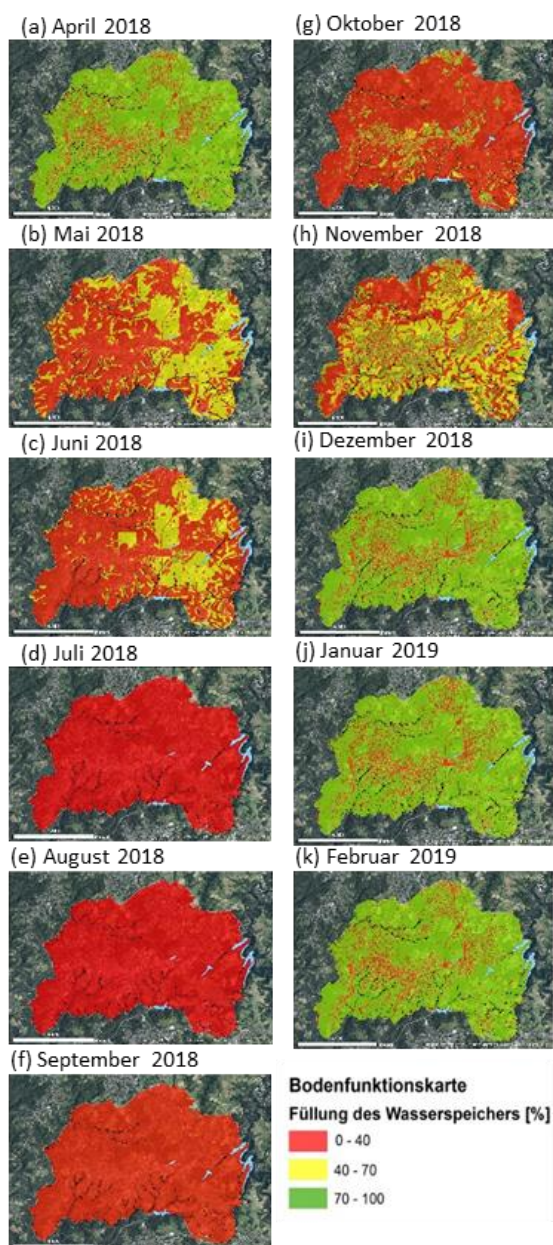 (a) April 2018
(b) Mai 2018
(c) Juni 2018
(d) Juli 2018
(e) August 2018
(f) September 2018
(g) Oktober 2018
(h) November 2018
(i) Dezember 2018
(j) Januar 2019
(k) Februar 2019
Bodenfunktionskarte
Füllung des Wasserspeichers [%]
0 - 40
40 - 70
70 - 100